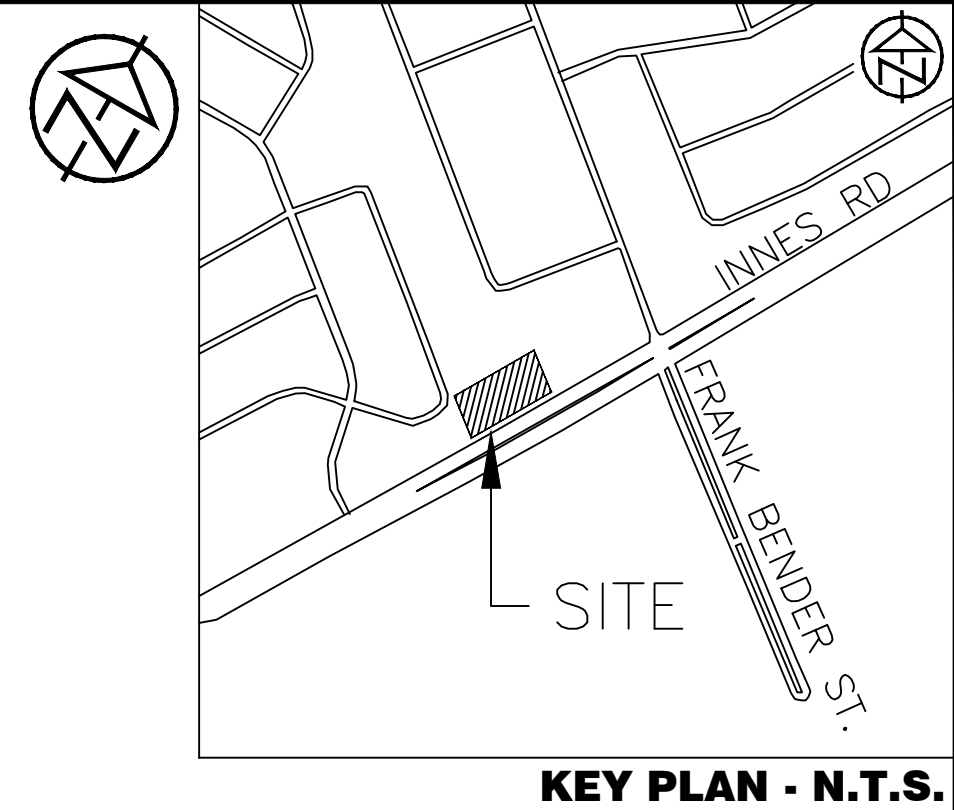 N
N
INNES RD
FRANK BENDER ST.
SITE
KEY PLAN - N.T.S.